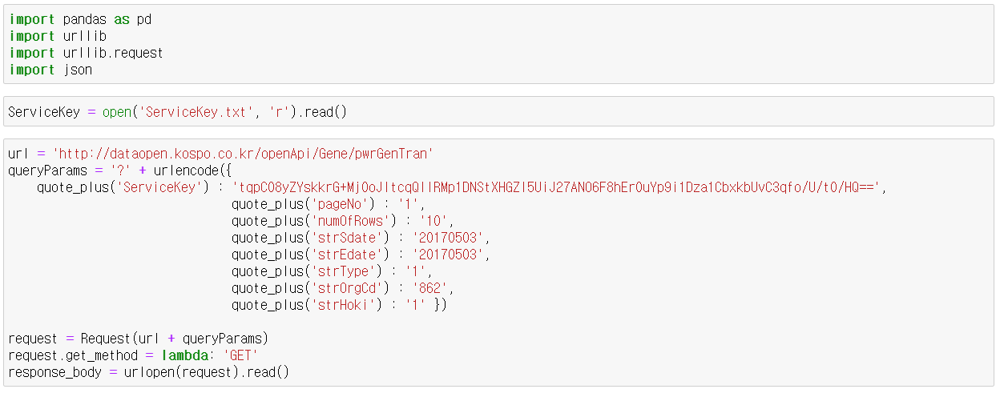 import pandas as pd
import urllib
import urllib.request
import json
ServiceKey = open('ServiceKey.txt', 'r').read()
url = 'http://dataopen.kospo.co.kr/openApi/Gene/pwrGenTran'
queryParams = '?' + urlencode({
    quote_plus('ServiceKey') : 'tqpCO8yZYskkrG+MjOoJItcqQIIRMp1DNStXHGZI5UiJ27ANO6F8hErOuYp9i1Dza1CbxkbUvC3qfo/U/tO/HQ==',
                               quote_plus('pageNo') : '1',
                               quote_plus('numOfRows') : '10',
                               quote_plus('strSdate') : '20170503',
                               quote_plus('strEdate') : '20170503',
                               quote_plus('strType') : '1',
                               quote_plus('strOrgCd') : '862',
                               quote_plus('strHoki') : '1' })
request = Request(url + queryParams)
request.get_method = lambda: 'GET'
response_body = urlopen(request).read()